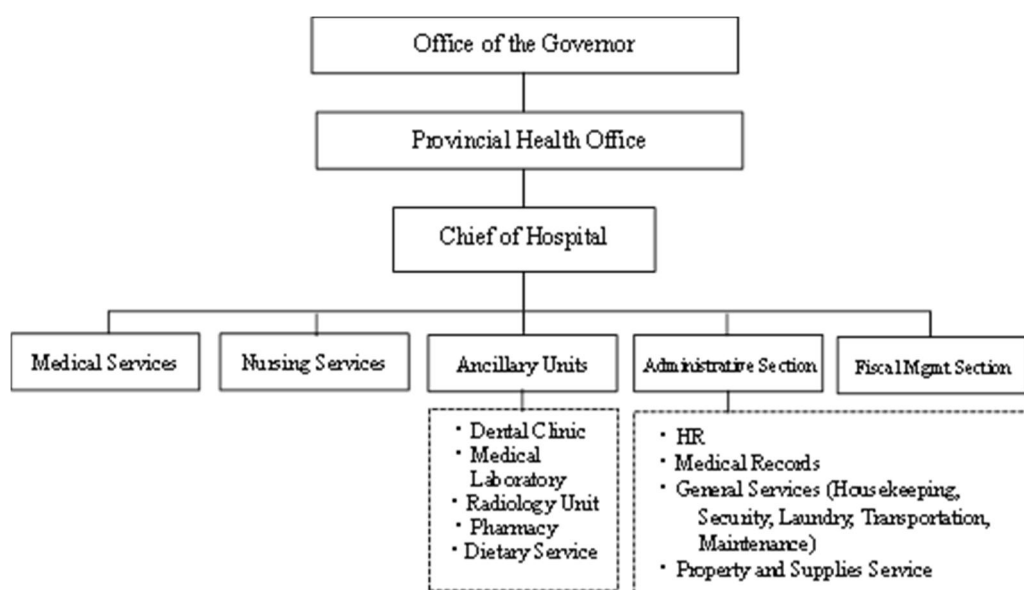 Office of the Governor
Provincial Health Office
Chief of Hospital
Medical Services
Nursing Services
Ancillary Units
Administrative Section
Fiscal Mgmt Section
· Dental Clinic
· Medical
Laboratory
· Radiology Unit
· Pharmacy
· Dietary Service
· HR
· Medical Records
· General Services (Housekeeping,
Security, Laundry, Transportation,
Maintenance)
· Property and Supplies Service